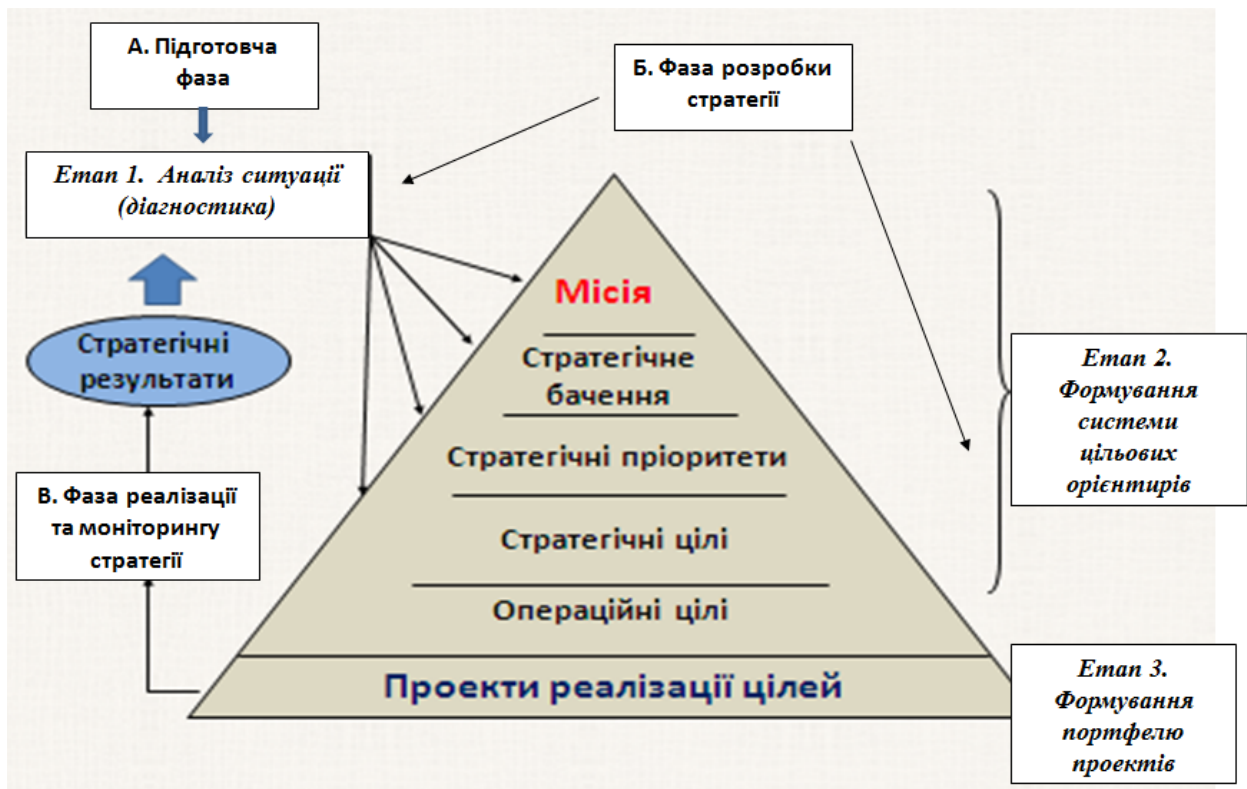 А. Підготовча
фаза
Б. Фаза розробки
стратегії
Етап 1. Аналіз ситуації
(діагностика)
Місія
Стратегічні
результати
Стратегічне
бачення
Етап 2.
Формування
системи
цільових
орієнтирів
Стратегічні пріоритети
В. Фаза реалізації
та моніторингу
стратегії
Стратегічні цілі
Операційні цілі
Проекти реалізації цілей
Етап 3.
Формування
портфелю
проектів